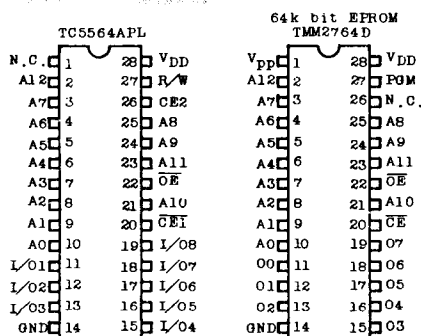 64k bit EPROM
TC5564APL TMM2764D
N.C. 1 28 VDD Vpp 1 28 VDD
A12 2 27 R/W A12 2 27 PGM
A7 3 26 CE2 A7 3 26 N.C.
A6 4 25 A8 A6 4 25 A8
A5 5 24 A9 A5 5 24 A9
A4 6 23 A11 A4 6 23 A11
A3 7 22 OE A3 7 22 OE
A2 8 21 A10 A2 8 21 A10
A1 9 20 CE1 A1 9 20 CE
A0 10 19 I/O8 A0 10 19 O7
I/O1 11 18 I/O7 O0 11 18 O6
I/O2 12 17 I/O6 O1 12 17 O5
I/O3 13 16 I/O5 O2 13 16 O4
GND 14 15 I/O4 GND 14 15 O3